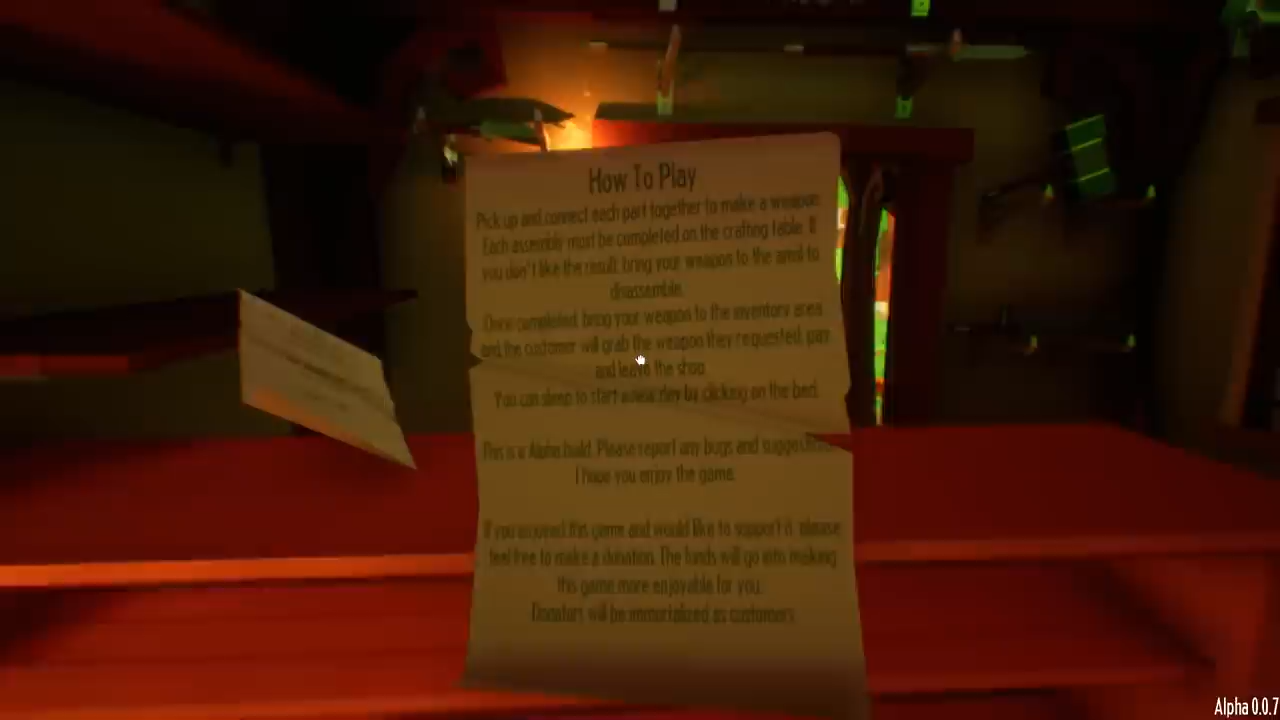 How To Play
Pick up and connect each part together to make a weapon.
Each assembly must be completed on the crafting table. If
you don't like the result, bring your weapon to the anvil to
disassemble.
Once completed, bring your weapon to the inventory area
and the customer will grab the weapon they requested, pay
and leave the shop.
You can sleep to start a new day by clicking on the bed.
This is a Alpha build. Please report any bugs and suggestions.
I hope you enjoy the game.
If you enjoyed this game and would like to support it, please
feel free to make a donation. The funds will go into making
this game more enjoyable for you.
Donators will be immortalized as customers.
Alpha 0.0.7